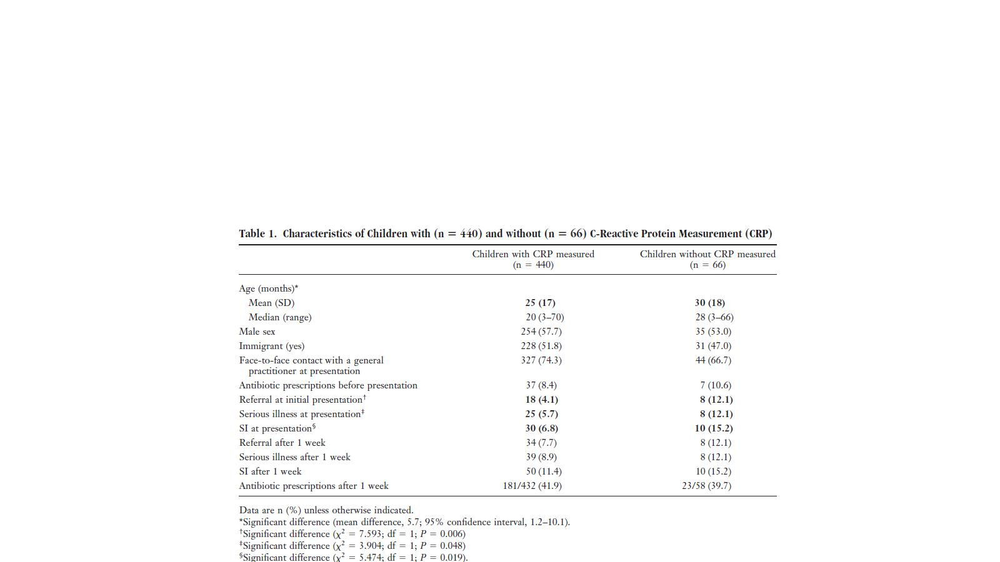 Table 1. Characteristics of Children with (n = 440) and without (n = 66) C-Reactive Protein Measurement (CRP)
Children with CRP measured Children without CRP measured
(n = 440) (n = 66)
Age (months)*
Mean (SD) 25 (17) 30 (18)
Median (range) 20 (3–70) 28 (3–66)
Male sex 254 (57.7) 35 (53.0)
Immigrant (yes) 228 (51.8) 31 (47.0)
Face-to-face contact with a general 327 (74.3) 44 (66.7)
practitioner at presentation
Antibiotic prescriptions before presentation 37 (8.4) 7 (10.6)
Referral at initial presentation† 18 (4.1) 8 (12.1)
Serious illness at presentation‡ 25 (5.7) 8 (12.1)
SI at presentation§ 30 (6.8) 10 (15.2)
Referral after 1 week 34 (7.7) 8 (12.1)
Serious illness after 1 week 39 (8.9) 8 (12.1)
SI after 1 week 50 (11.4) 10 (15.2)
Antibiotic prescriptions after 1 week 181/432 (41.9) 23/58 (39.7)
Data are n (%) unless otherwise indicated.
*Significant difference (mean difference, 5.7; 95% confidence interval, 1.2–10.1).
†Significant difference (χ² = 7.593; df = 1; P = 0.006)
‡Significant difference (χ² = 3.904; df = 1; P = 0.048)
§Significant difference (χ² = 5.474; df = 1; P = 0.019).